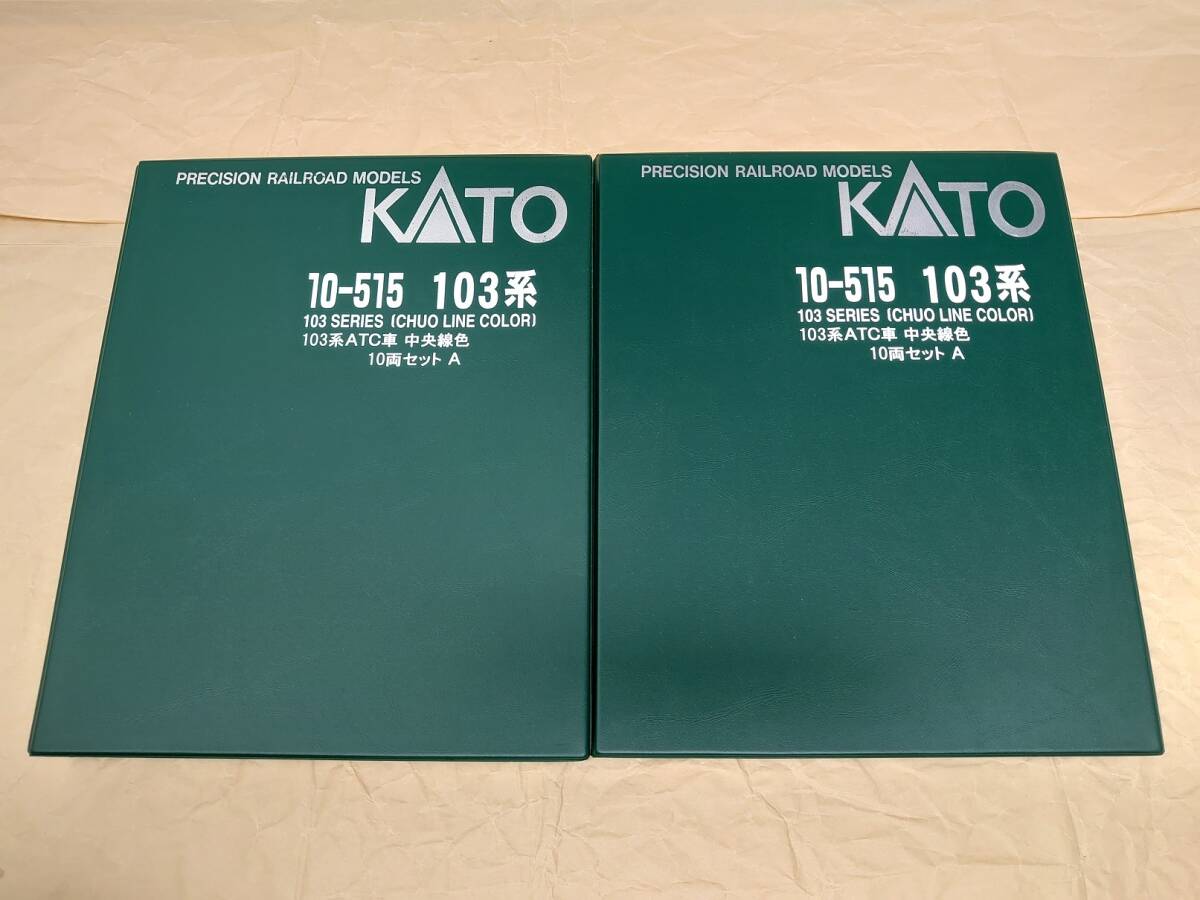 PRECISION RAILROAD MODELS
KATO
10-515 103系
103 SERIES (CHUO LINE COLOR)
103系ATC車 中央線色
10両セット A
PRECISION RAILROAD MODELS
KATO
10-515 103系
103 SERIES (CHUO LINE COLOR)
103系ATC車 中央線色
10両セット A